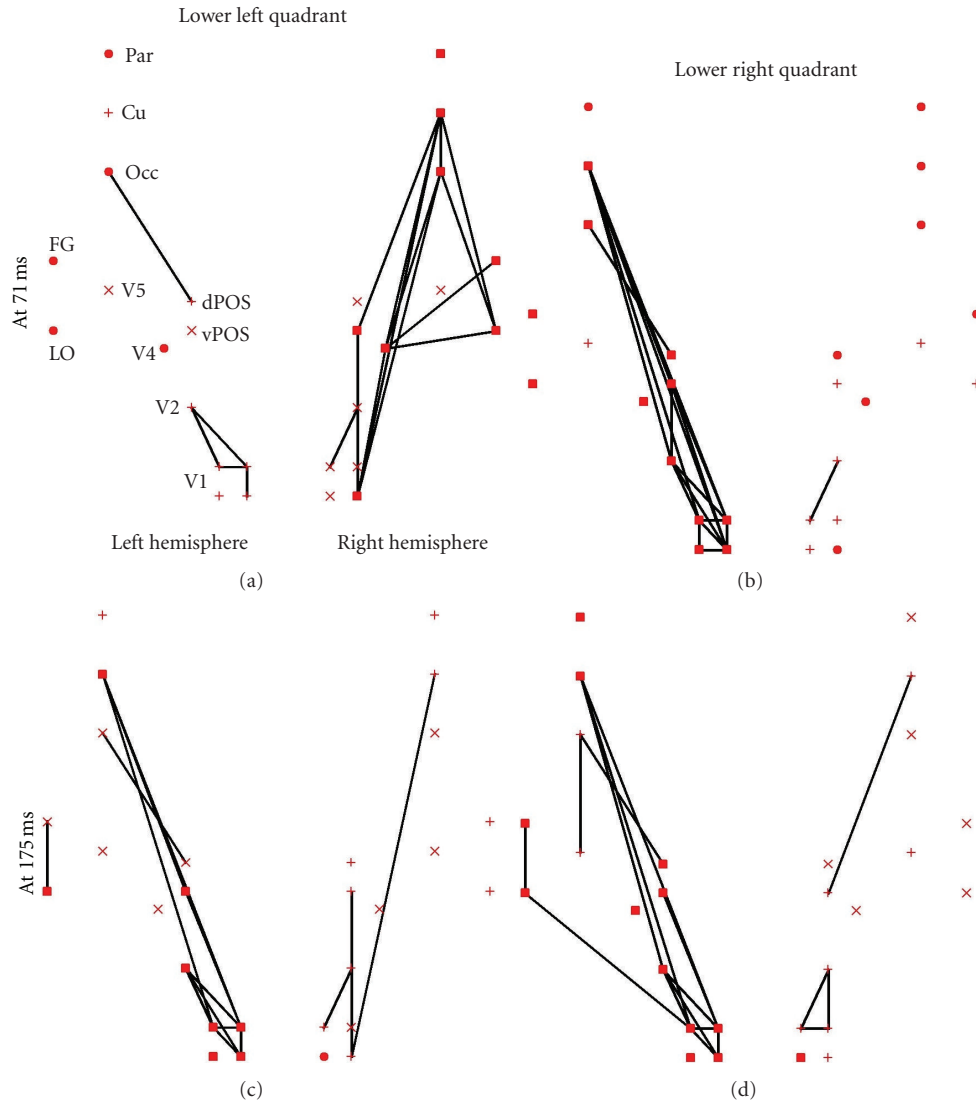 Lower left quadrant
Par
Cu
Occ
FG
V5
dPOS
vPOS
LO
V4
V2
V1
At 71 ms
Left hemisphere
Right hemisphere
(a)
Lower right quadrant
(b)
At 175 ms
(c)
(d)